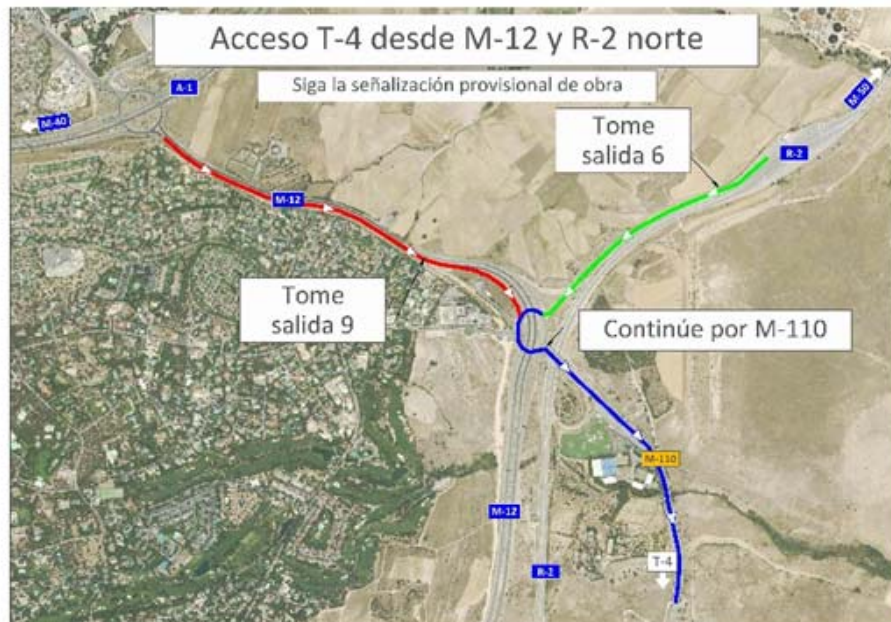 Acceso T-4 desde M-12 y R-2 norte
Siga la señalización provisional de obra
A-1
M-40
M-50
Tome
salida 6
R-2
M-12
Tome
salida 9
Continúe por M-110
M-110
M-12
T-4
R-2